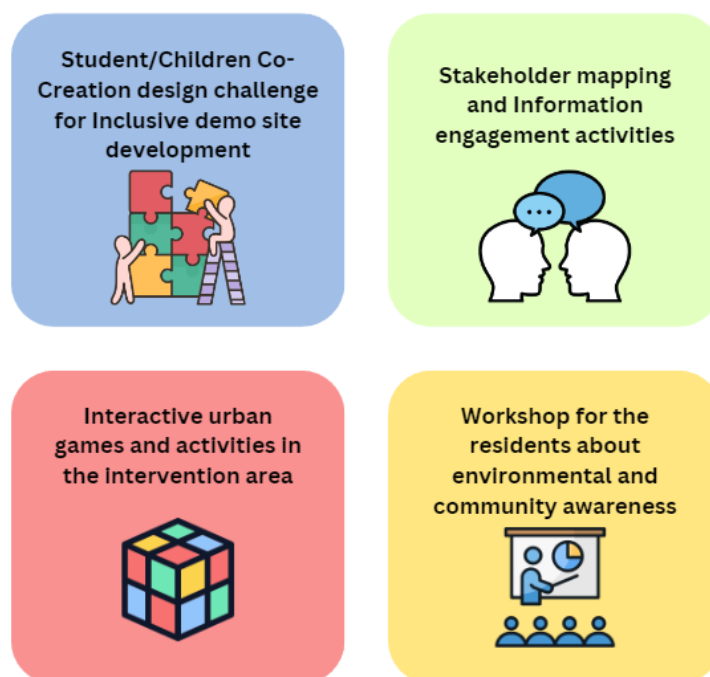 Student/Children Co-
Creation design challenge
for Inclusive demo site
development
Stakeholder mapping
and Information
engagement activities
Interactive urban
games and activities in
the intervention area
Workshop for the
residents about
environmental and
community awareness